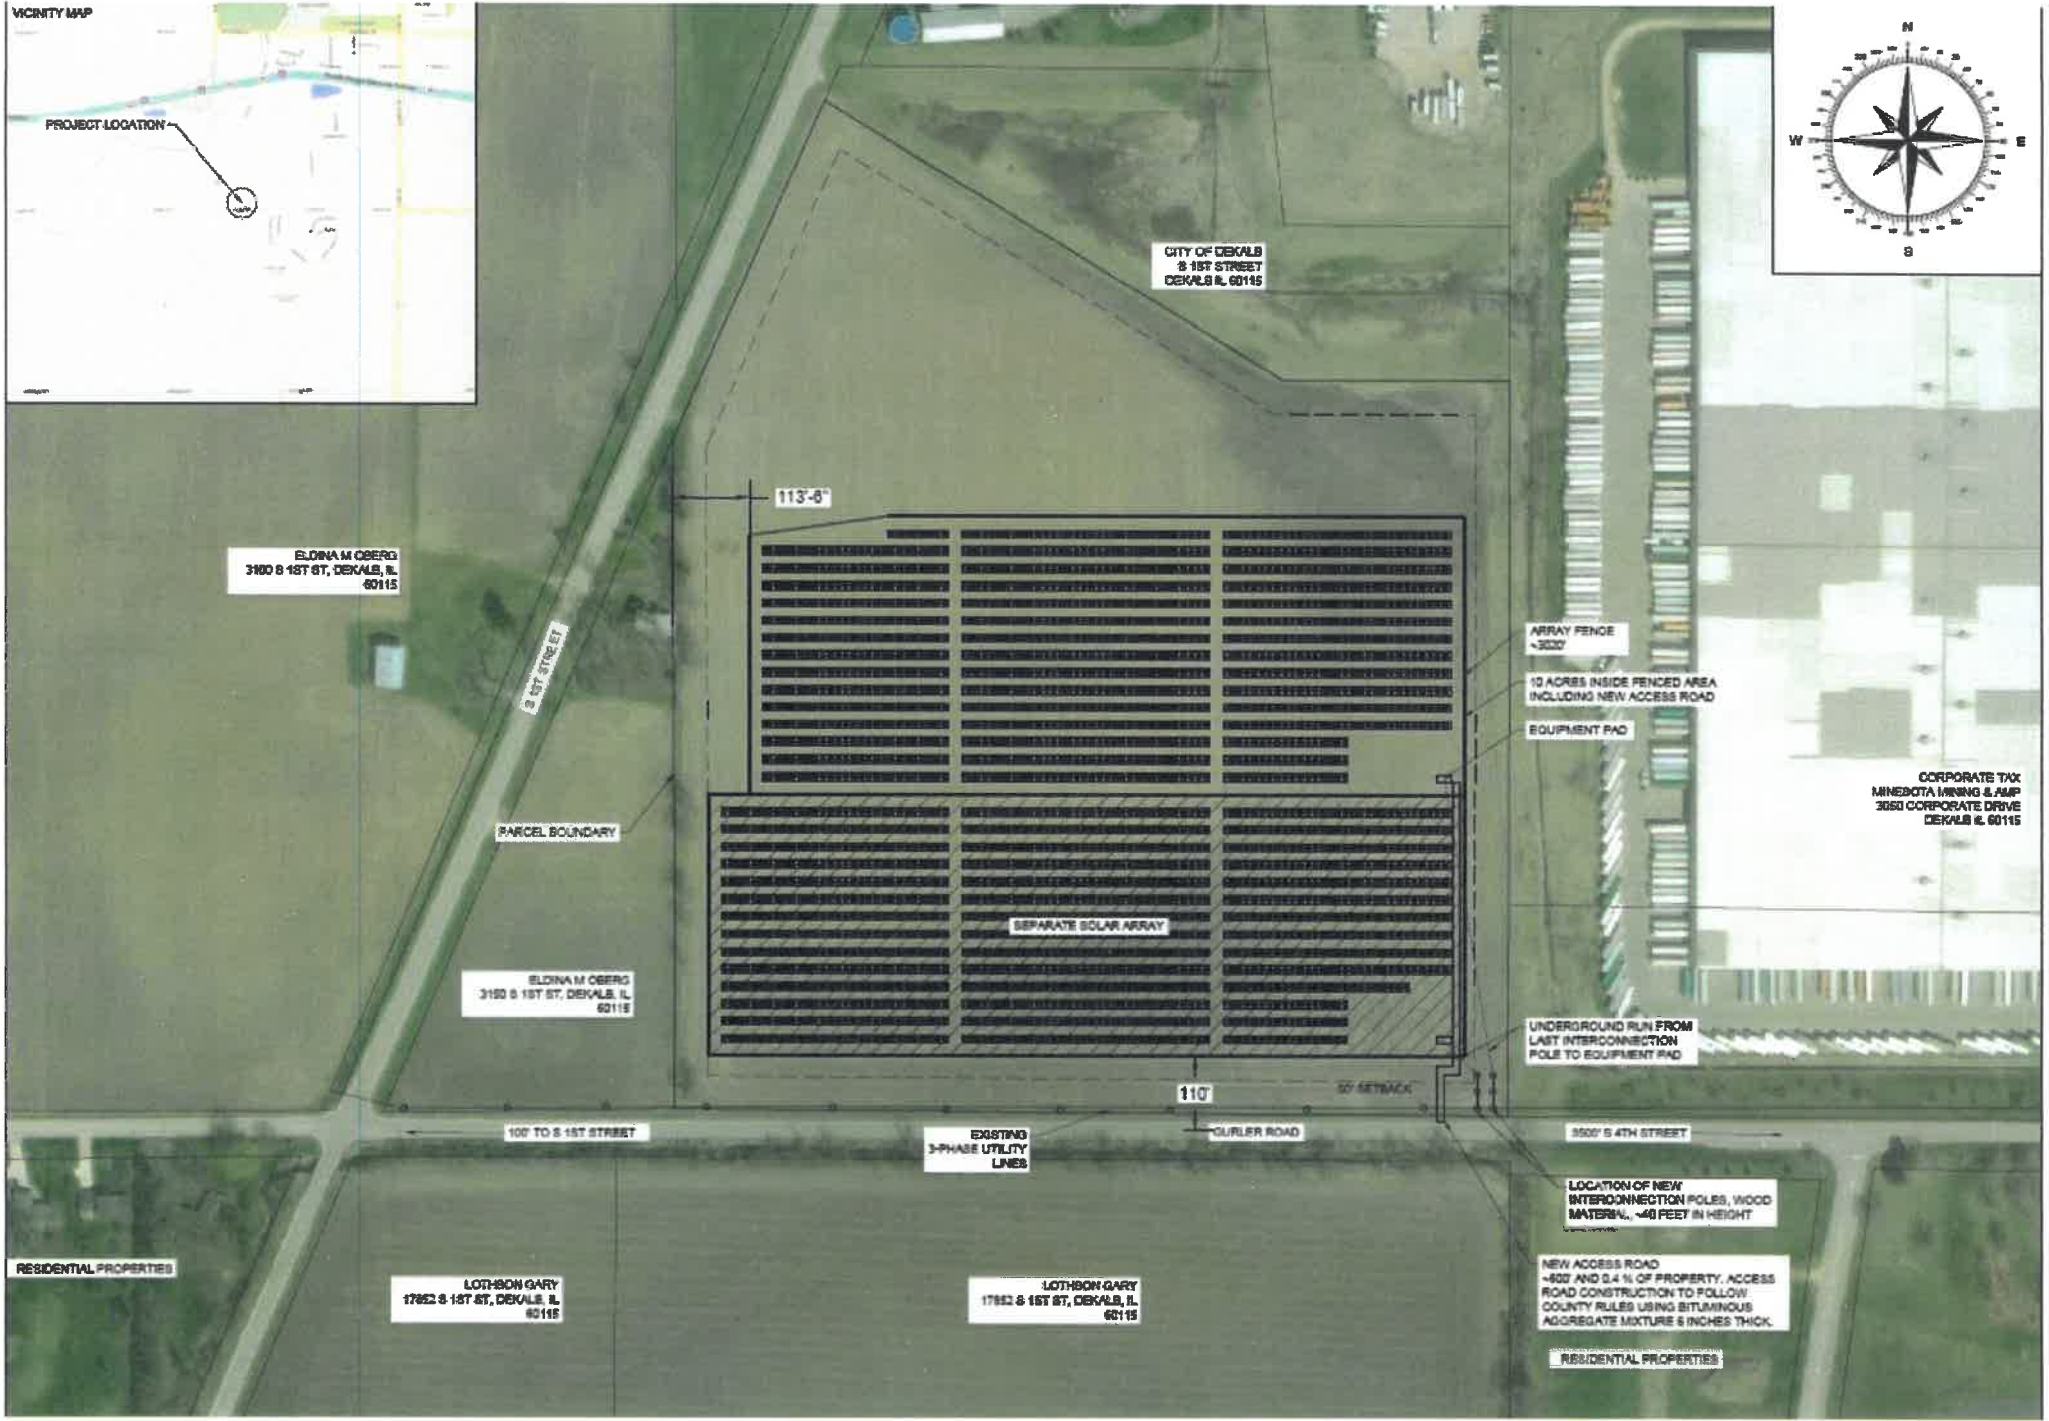 VICINITY MAP
PROJECT LOCATION
N
W
E
S
CITY OF DEKALB
S 1ST STREET
DEKALB IL 60115
113'-6"
ELDINA M OBERG
3160 S 1ST ST, DEKALB, IL
60115
S 1ST STREET
ARRAY FENCE
~3020'
10 ACRES INSIDE FENCED AREA
INCLUDING NEW ACCESS ROAD
EQUIPMENT PAD
CORPORATE TAX
MINESOTA MINING & AMP
3050 CORPORATE DRIVE
DEKALB IL 60115
PARCEL BOUNDARY
SEPARATE SOLAR ARRAY
ELDINA M OBERG
3160 S 1ST ST, DEKALB, IL
60115
UNDERGROUND RUN FROM
LAST INTERCONNECTION
POLE TO EQUIPMENT PAD
110'
50' SETBACK
100' TO S 1ST STREET
EXISTING
3-PHASE UTILITY
LINES
GURLER ROAD
3500' S 4TH STREET
LOCATION OF NEW
INTERCONNECTION POLES, WOOD
MATERIAL, ~40 FEET IN HEIGHT
RESIDENTIAL PROPERTIES
LOTHSON GARY
17852 S 1ST ST, DEKALB, IL
60115
LOTHSON GARY
17852 S 1ST ST, DEKALB, IL
60115
NEW ACCESS ROAD
~600' AND 0.4 % OF PROPERTY. ACCESS
ROAD CONSTRUCTION TO FOLLOW
COUNTY RULES USING BITUMINOUS
AGGREGATE MIXTURE 6 INCHES THICK.
RESIDENTIAL PROPERTIES